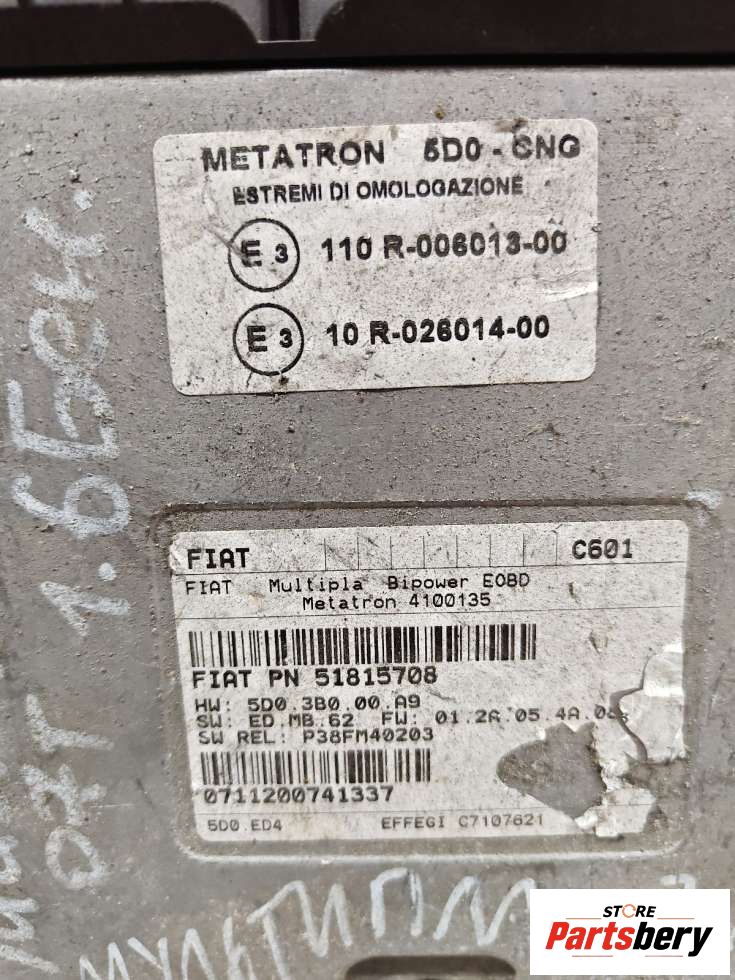 METATRON 5D0 - CNG
ESTREMI DI OMOLOGAZIONE
E 3 110 R-006013-00
E 3 10 R-026014-00
1.6 Бен.
07г
FIAT C601
FIAT Multipla Bipower EOBD
Metatron 4100135
FIAT PN 51815708
HW: 5D0.3B0.00.A9
SW: ED.MB.62 FW: 01.2A.05.4A.
SW REL: P38FM40203
0711200741337
5D0.ED4 EFFEGI C7107621
STORE
Partsbery